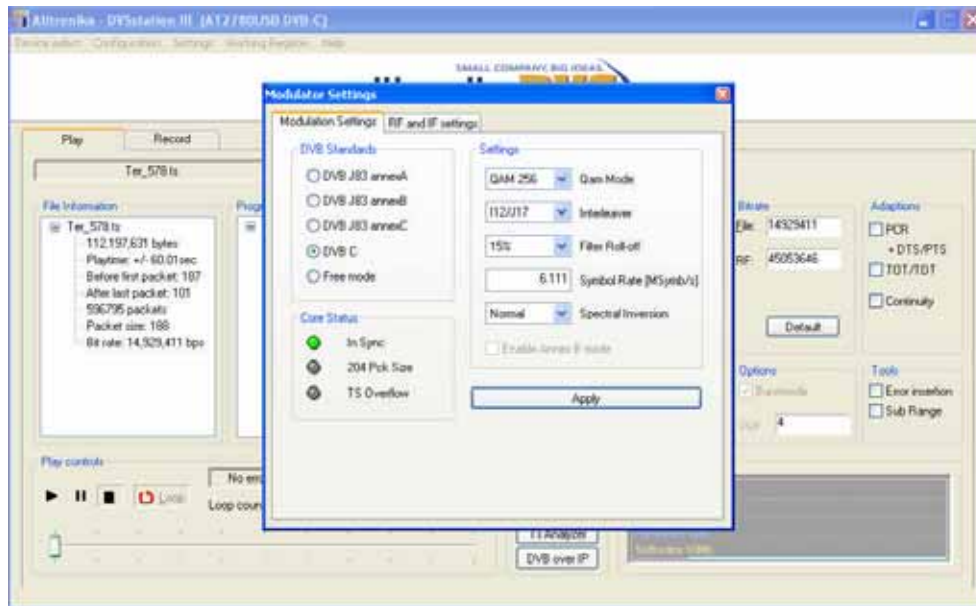 Alitronika - DVSstation III (AT2780USB DVB-C)
Device select Configuration Settings Working Register Help
SMALL COMPANY, BIG IDEAS
Modulator Settings
Modulation Settings RF and IF settings
Play Record
Ter_578.ts
File Information
Ter_578.ts
112,197,631 bytes
Playtime: +/- 60.01sec
Before first packet: 187
After last packet: 101
596795 packets
Packet size: 188
Bit rate: 14,929,411 bps
DVB Standards
DVB J83 annexA
DVB J83 annexB
DVB J83 annexC
DVB C
Free mode
Core Status
In Sync
204 Pck Size
TS Overflow
Settings
QAM 256 Qam Mode
I12/J17 Interleaver
15% Filter Roll-off
6.111 Symbol Rate [MSymb/s]
Normal Spectral Inversion
Enable Annex B mode
Apply
Bitrate
File: 14929411
RF: 45053646
Default
Adaptions
PCR
+ DTS/PTS
TOT/TDT
Continuity
Options
4
Tools
Error insertion
Sub Range
Play controls
Loop
No
Loop
TS Analyzer
DVB over IP